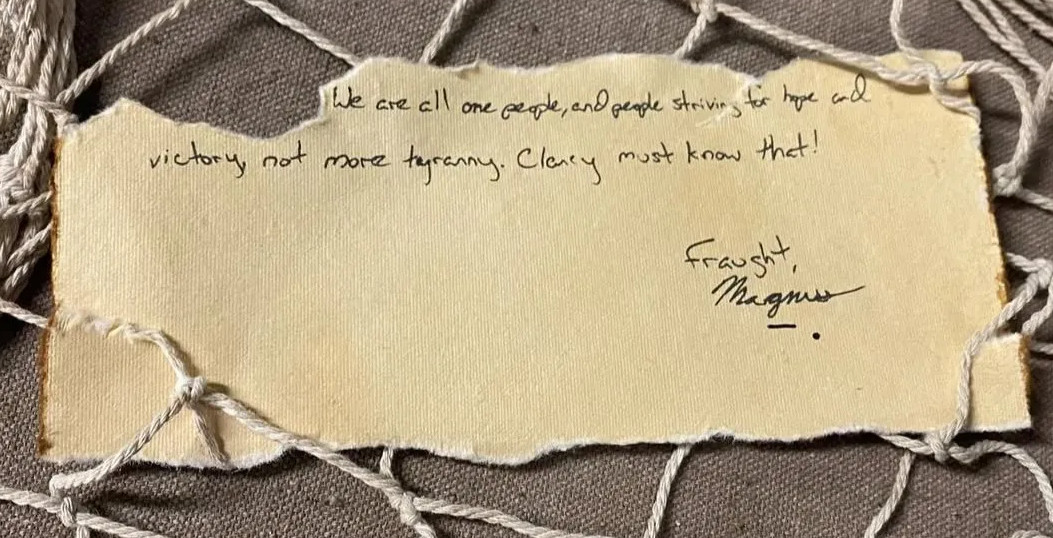 We are all one people, and people striving for hope and
victory, not more tyranny. Clancy must know that!
Fraught,
Magnus
— .